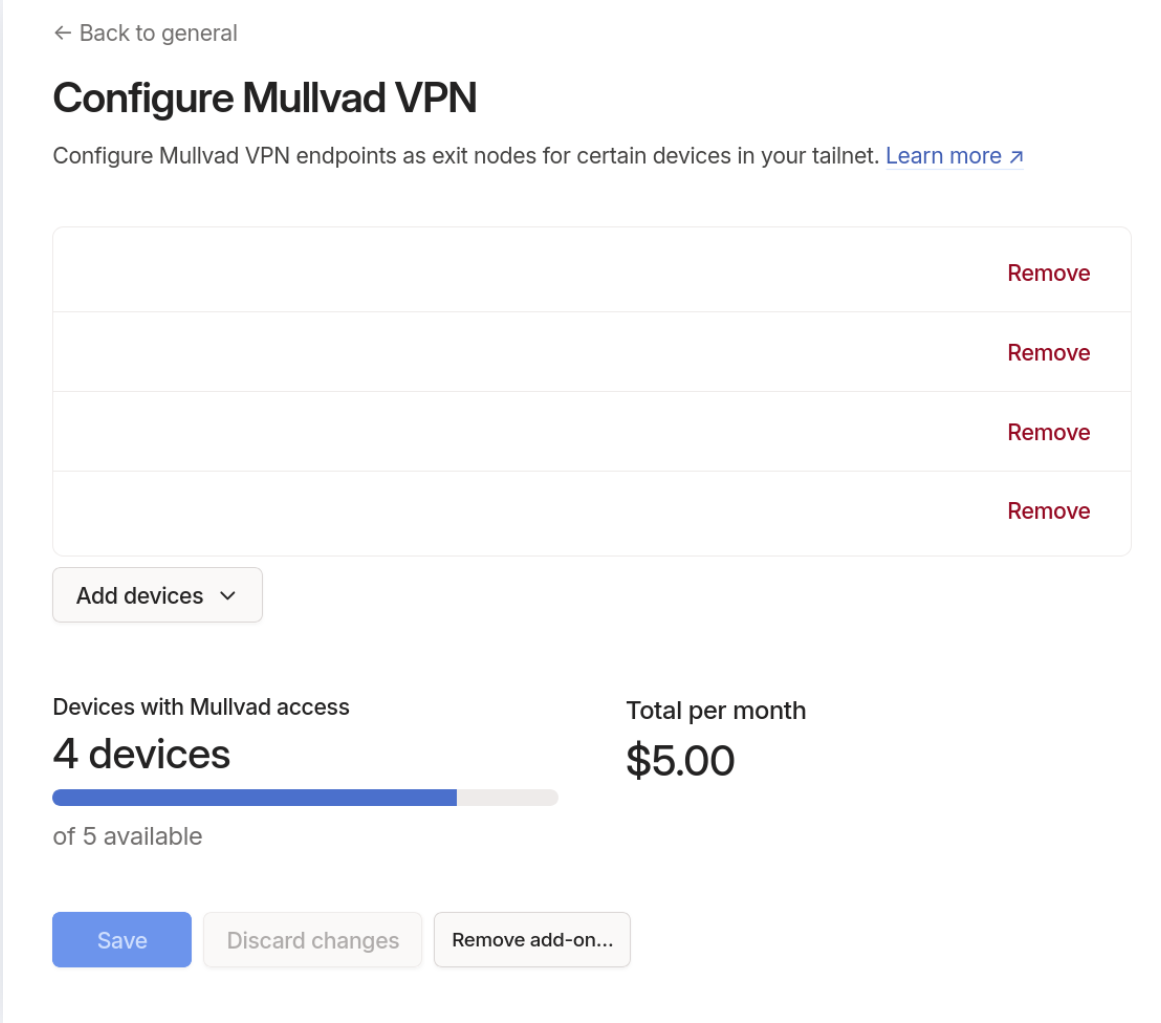 ← Back to general
Configure Mullvad VPN
Configure Mullvad VPN endpoints as exit nodes for certain devices in your tailnet. Learn more ↗
Remove
Remove
Remove
Remove
Add devices
Devices with Mullvad access
4 devices
of 5 available
Total per month
$5.00
Save
Discard changes
Remove add-on...